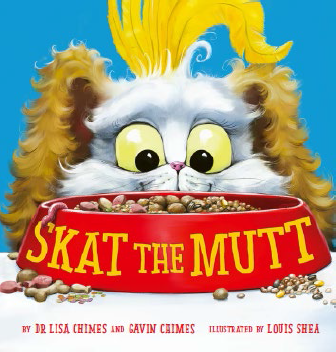 SKAT THE MUTT
BY DR LISA CHIMES AND GAVIN CHIMES ILLUSTRATED BY LOUIS SHEA